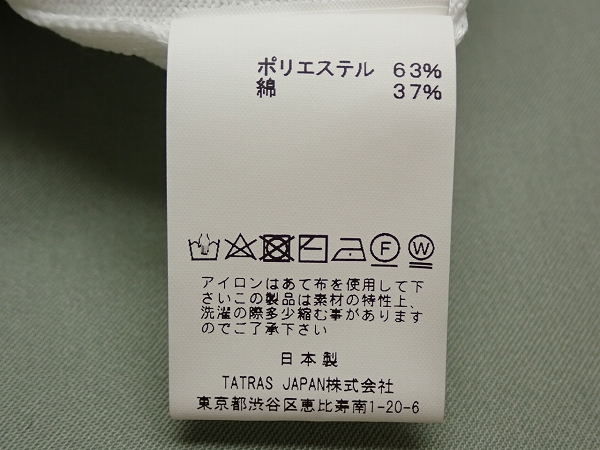 ポリエステル 63%
綿 37%
F
W
アイロンはあて布を使用して下
さいこの製品は素材の特性上、
洗濯の際多少縮む事があります
のでご了承下さい
日本製
TATRAS JAPAN株式会社
東京都渋谷区恵比寿南1-20-6